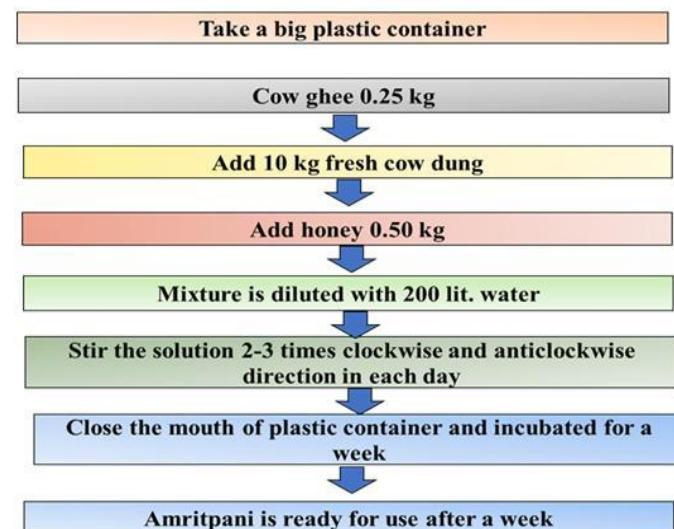 Take a big plastic container
Cow ghee 0.25 kg
Add 10 kg fresh cow dung
Add honey 0.50 kg
Mixture is diluted with 200 lit. water
Stir the solution 2-3 times clockwise and anticlockwise
direction in each day
Close the mouth of plastic container and incubated for a
week
Amritpani is ready for use after a week